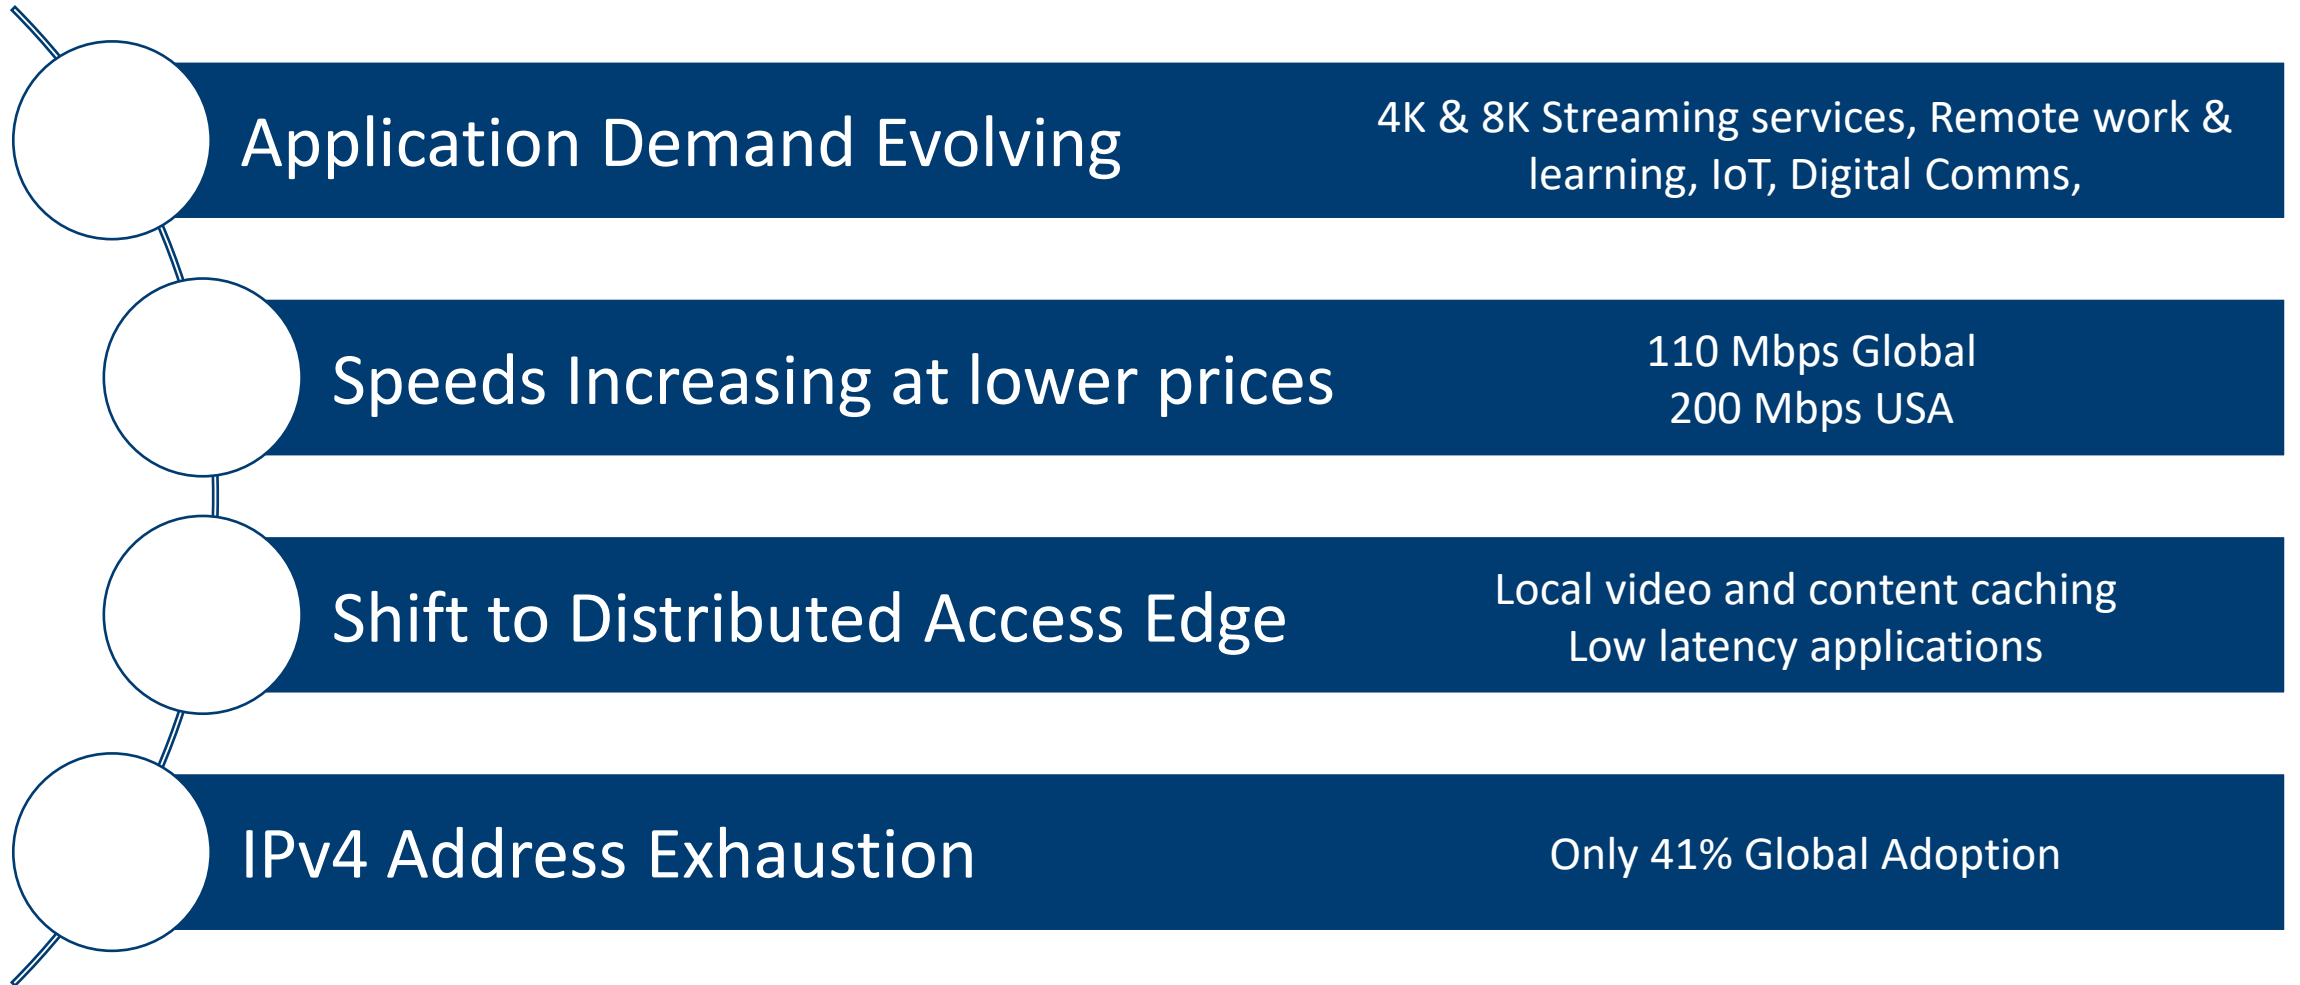 Application Demand Evolving
4K & 8K Streaming services, Remote work &
learning, IoT, Digital Comms,
Speeds Increasing at lower prices
110 Mbps Global
200 Mbps USA
Shift to Distributed Access Edge
Local video and content caching
Low latency applications
IPv4 Address Exhaustion
Only 41% Global Adoption